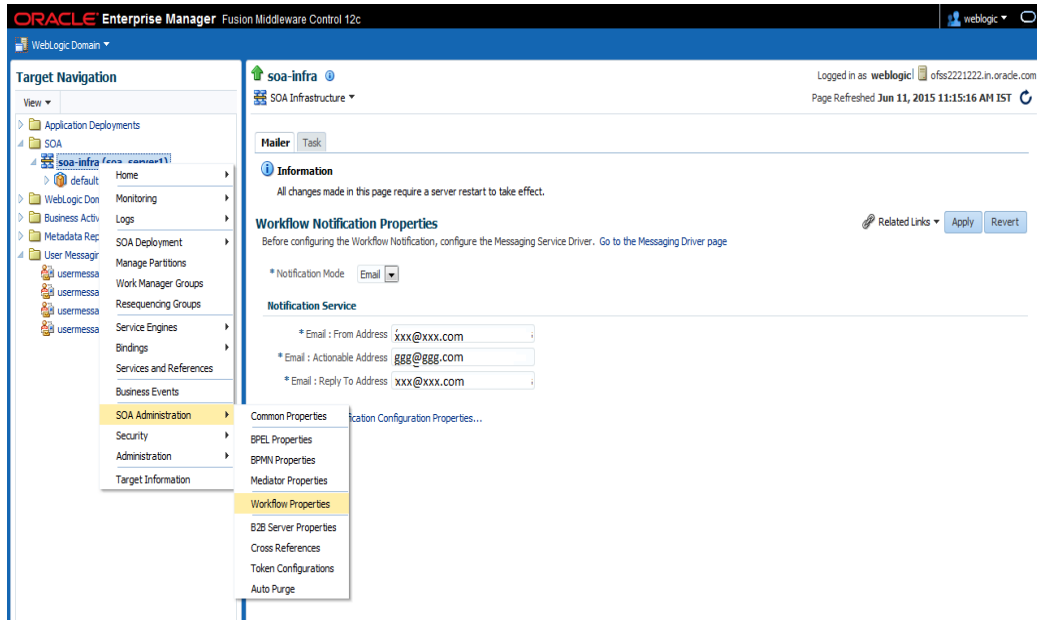 ORACLE Enterprise Manager Fusion Middleware Control 12c
weblogic
WebLogic Domain
Target Navigation
View
Application Deployments
SOA
soa-infra (soa_server1)
default
WebLogic Don
Business Activ
Metadata Rep
User Messagin
usermessa
usermessa
usermessa
usermessa
Home
Monitoring
Logs
SOA Deployment
Manage Partitions
Work Manager Groups
Resequencing Groups
Service Engines
Bindings
Services and References
Business Events
SOA Administration
Security
Administration
Target Information
Common Properties
BPEL Properties
BPMN Properties
Mediator Properties
Workflow Properties
B2B Server Properties
Cross References
Token Configurations
Auto Purge
soa-infra
SOA Infrastructure
Logged in as weblogic ofss2221222.in.oracle.com
Page Refreshed Jun 11, 2015 11:15:16 AM IST
Mailer Task
Information
All changes made in this page require a server restart to take effect.
Workflow Notification Properties
Related Links Apply Revert
Before configuring the Workflow Notification, configure the Messaging Service Driver. Go to the Messaging Driver page
* Notification Mode Email
Notification Service
* Email : From Address xxx@xxx.com
* Email : Actionable Address ggg@ggg.com
* Email : Reply To Address xxx@xxx.com
fication Configuration Properties...